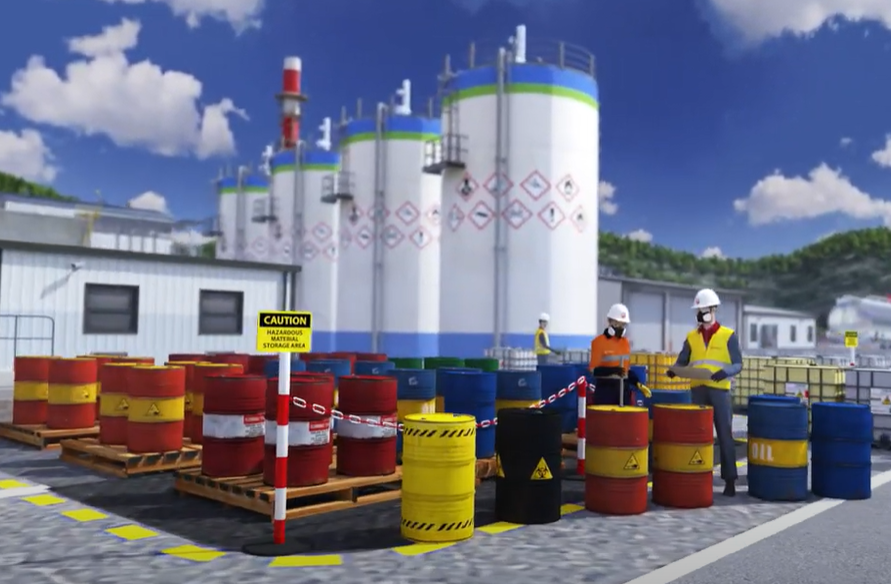 CAUTION
HAZARDOUS
MATERIAL
STORAGE AREA
OIL